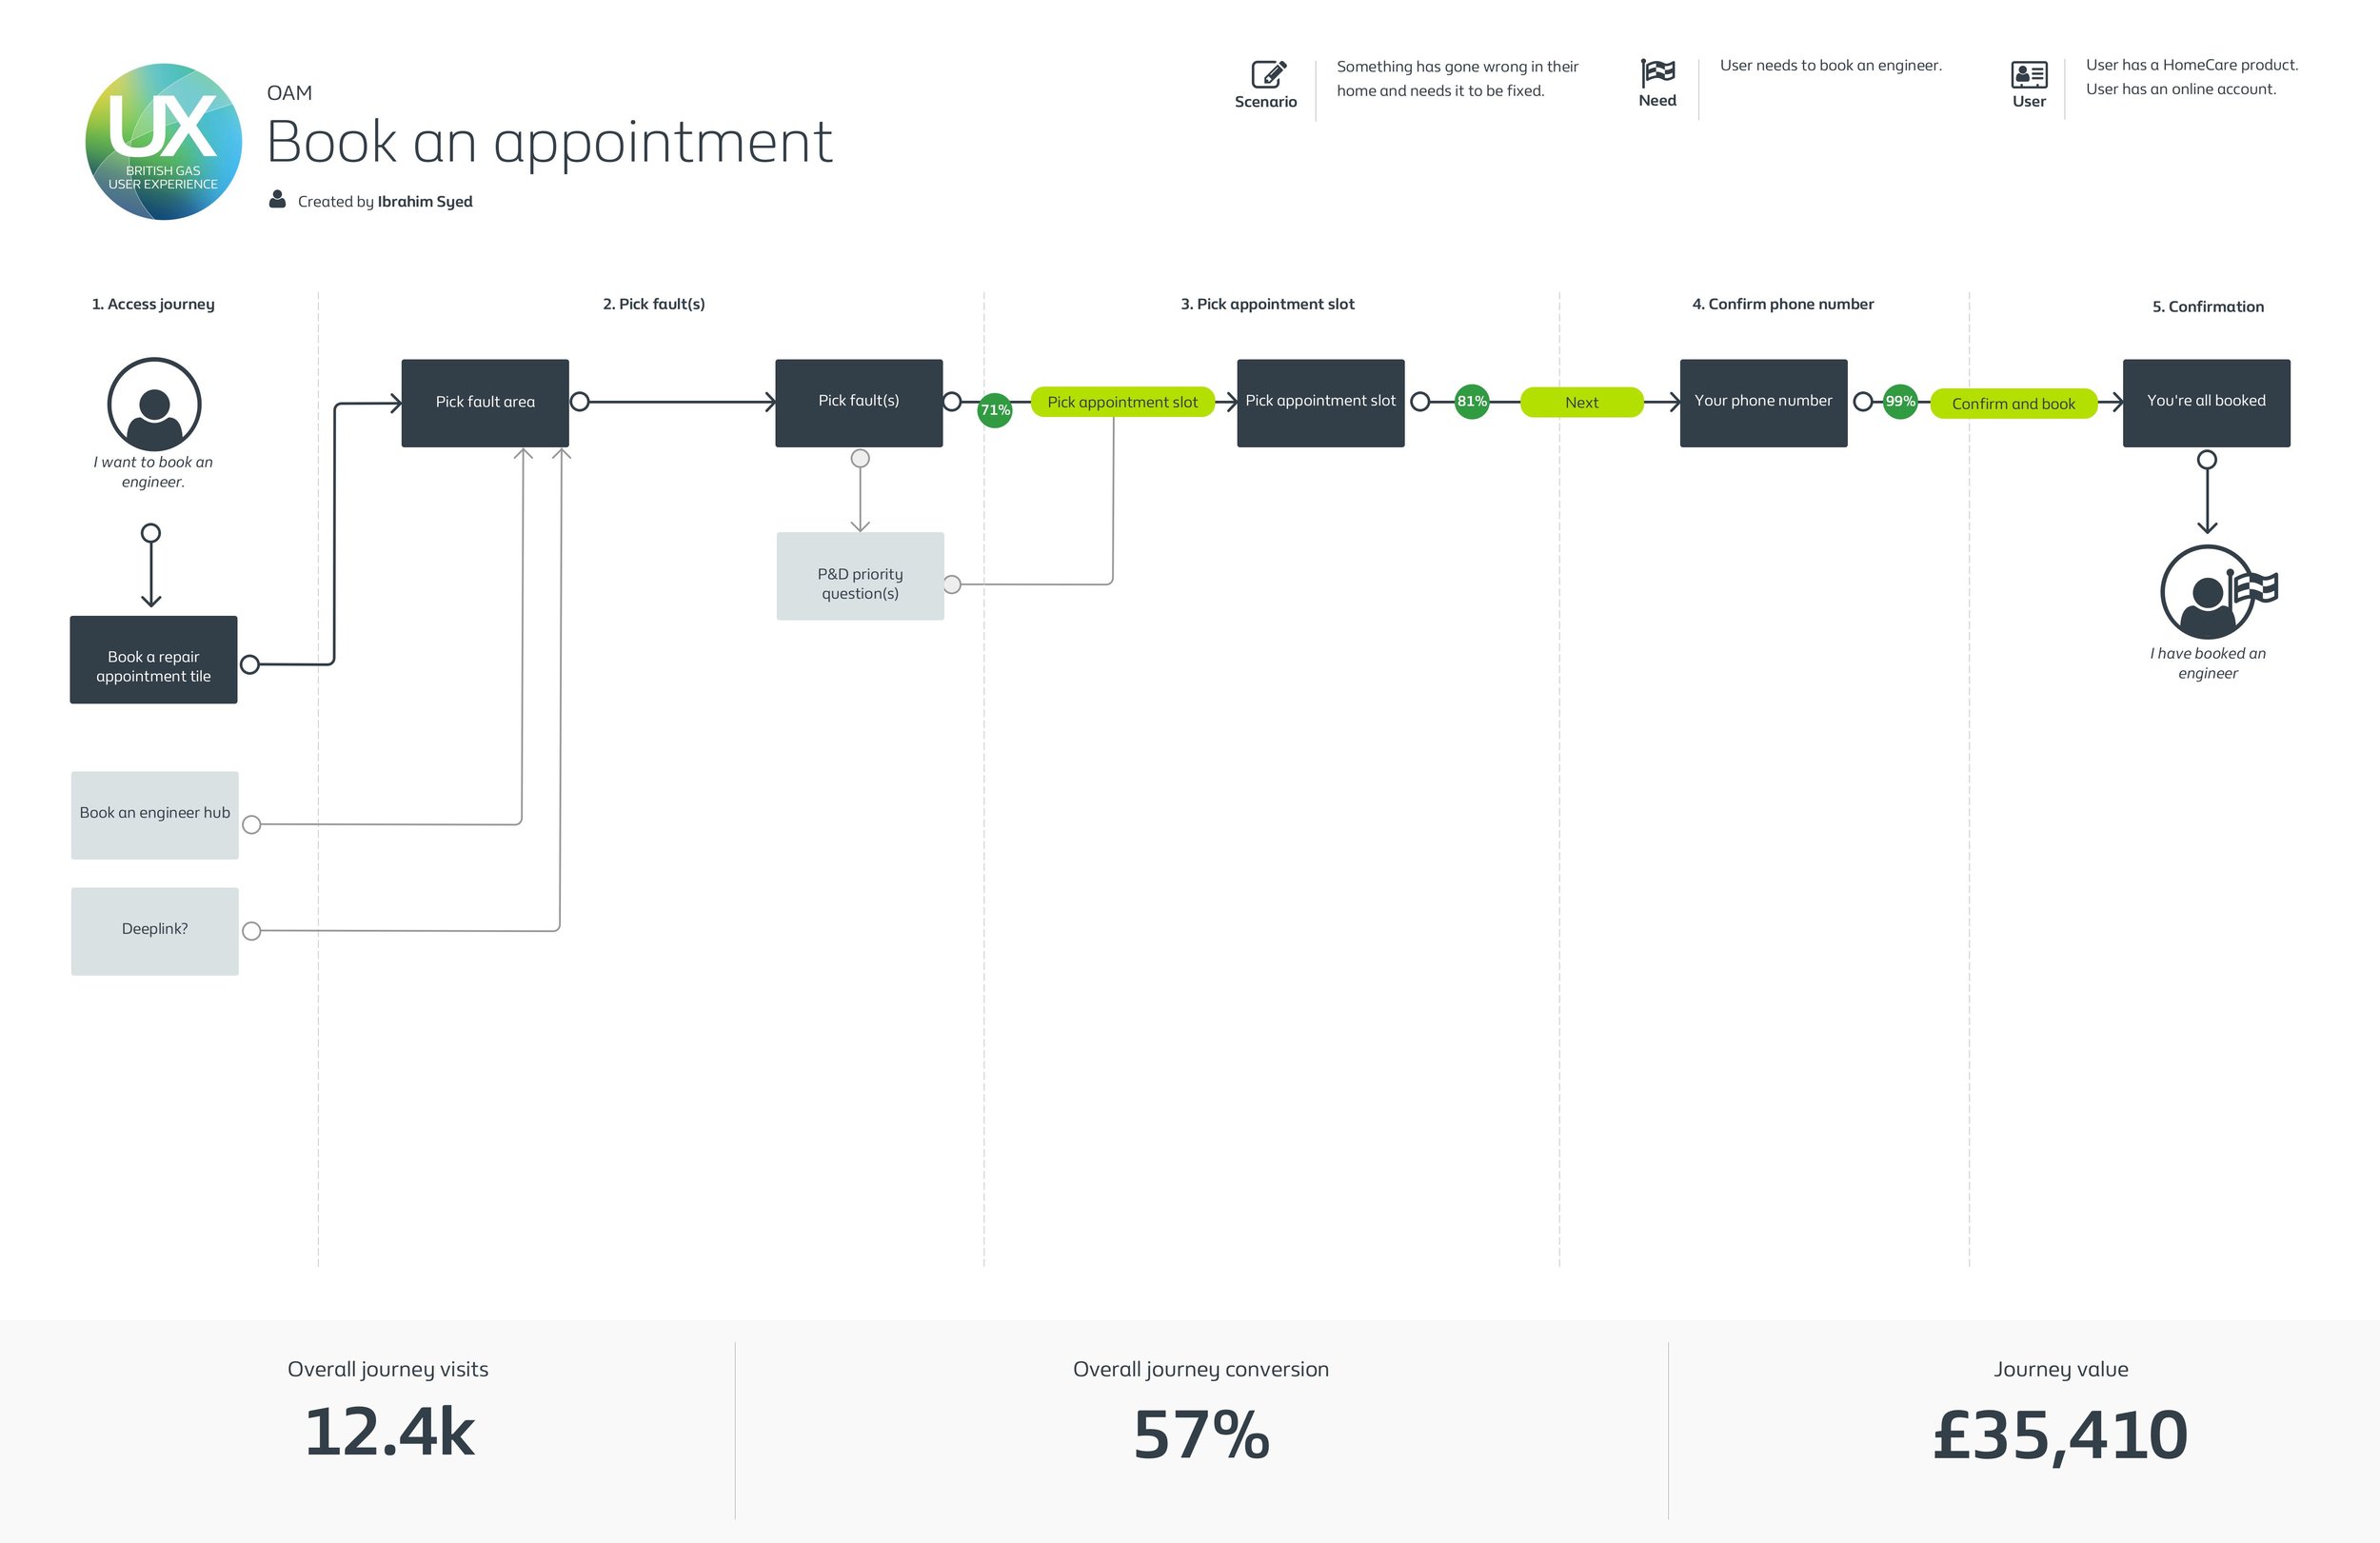 UX
BRITISH GAS
USER EXPERIENCE
OAM
Book an appointment
Created by Ibrahim Syed
Scenario
Something has gone wrong in their
home and needs it to be fixed.
Need
User needs to book an engineer.
User
User has a HomeCare product.
User has an online account.
1. Access journey
2. Pick fault(s)
3. Pick appointment slot
4. Confirm phone number
5. Confirmation
I want to book an
engineer.
Book a repair
appointment tile
Book an engineer hub
Deeplink?
Pick fault area
Pick fault(s)
P&D priority
question(s)
71%
Pick appointment slot
Pick appointment slot
81%
Next
Your phone number
99%
Confirm and book
You're all booked
I have booked an
engineer
Overall journey visits
12.4k
Overall journey conversion
57%
Journey value
£35,410